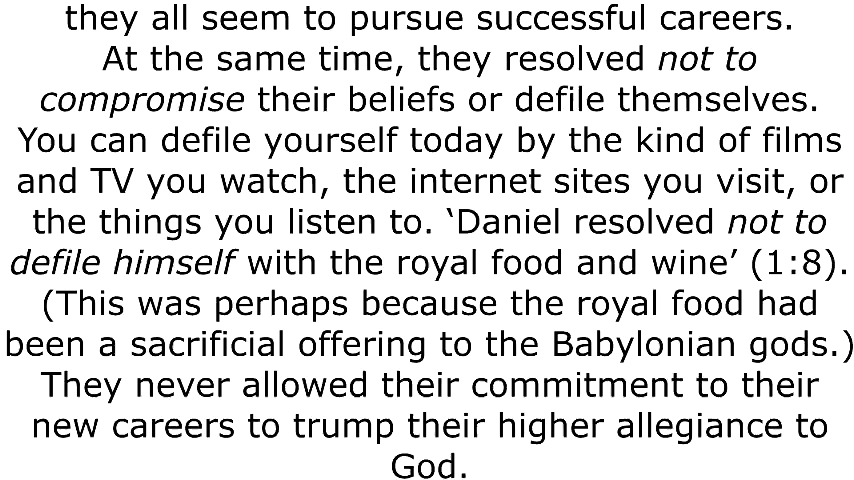 they all seem to pursue successful careers.
At the same time, they resolved not to
compromise their beliefs or defile themselves.
You can defile yourself today by the kind of films
and TV you watch, the internet sites you visit, or
the things you listen to. ‘Daniel resolved not to
defile himself with the royal food and wine’ (1:8).
(This was perhaps because the royal food had
been a sacrificial offering to the Babylonian gods.)
They never allowed their commitment to their
new careers to trump their higher allegiance to
God.